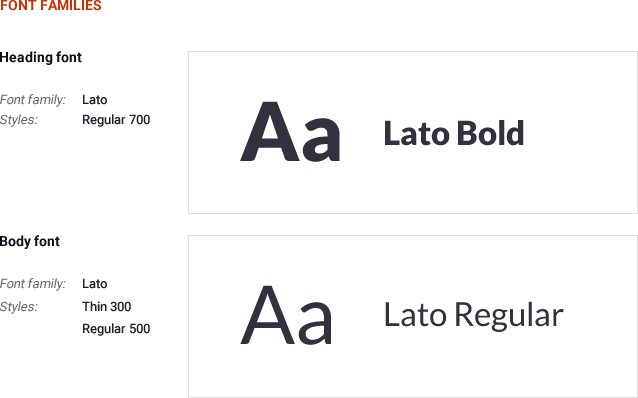 FONT FAMILIES
Heading font
Font family: Lato
Styles: Regular 700
Aa Lato Bold
Body font
Font family: Lato
Styles: Thin 300
Regular 500
Aa Lato Regular